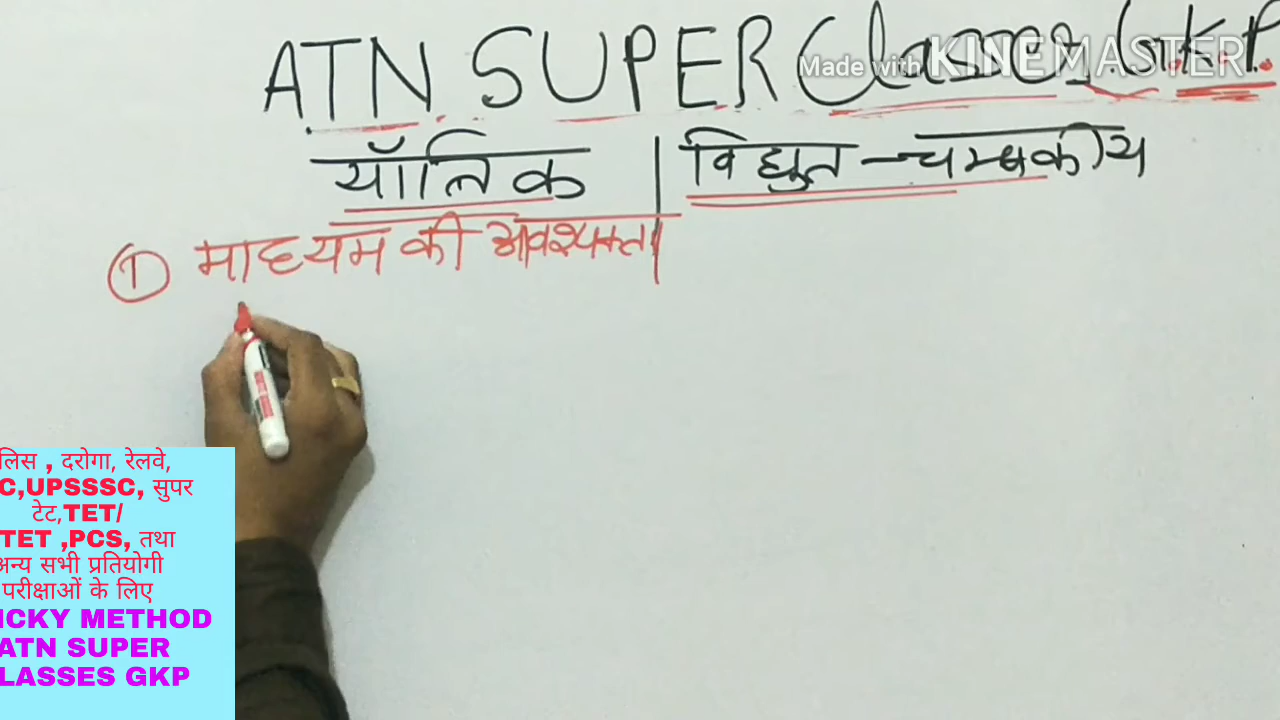 ATN SUPER Classes G.K.P.
Made with KINEMASTER
यॉत्रिक | विद्युत - चुम्बकीय
① माध्यम की आवश्यकता
लिस , दरोगा, रेलवे,
C,UPSSSC, सुपर
टेट,TET/
TET ,PCS, तथा
अन्य सभी प्रतियोगी
परीक्षाओं के लिए
ICKY METHOD
ATN SUPER
LASSES GKP